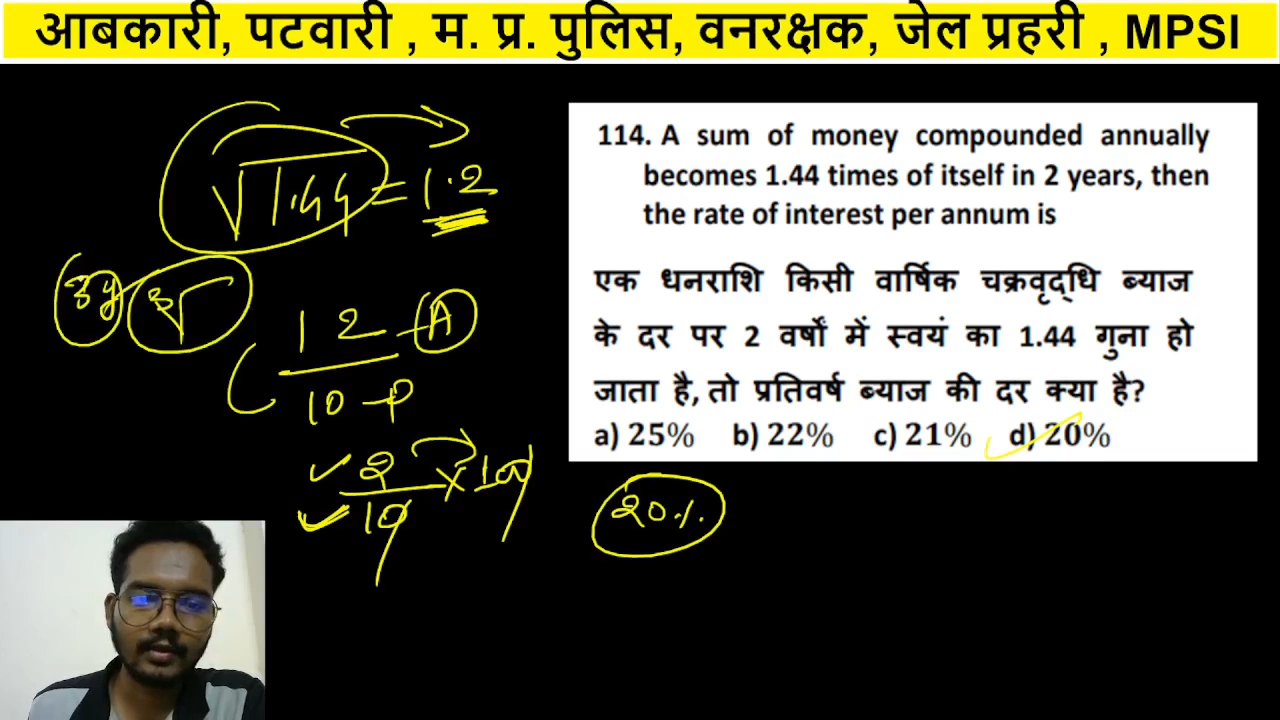 आबकारी, पटवारी , म. प्र. पुलिस, वनरक्षक, जेल प्रहरी , MPSI
√1.44 = 1.2
3y 3√
12 - A
10 - P
2 × 100
10
20%
114. A sum of money compounded annually
becomes 1.44 times of itself in 2 years, then
the rate of interest per annum is
एक धनराशि किसी वार्षिक चक्रवृद्धि ब्याज
के दर पर 2 वर्षों में स्वयं का 1.44 गुना हो
जाता है, तो प्रतिवर्ष ब्याज की दर क्या है?
a) 25% b) 22% c) 21% d) 20%